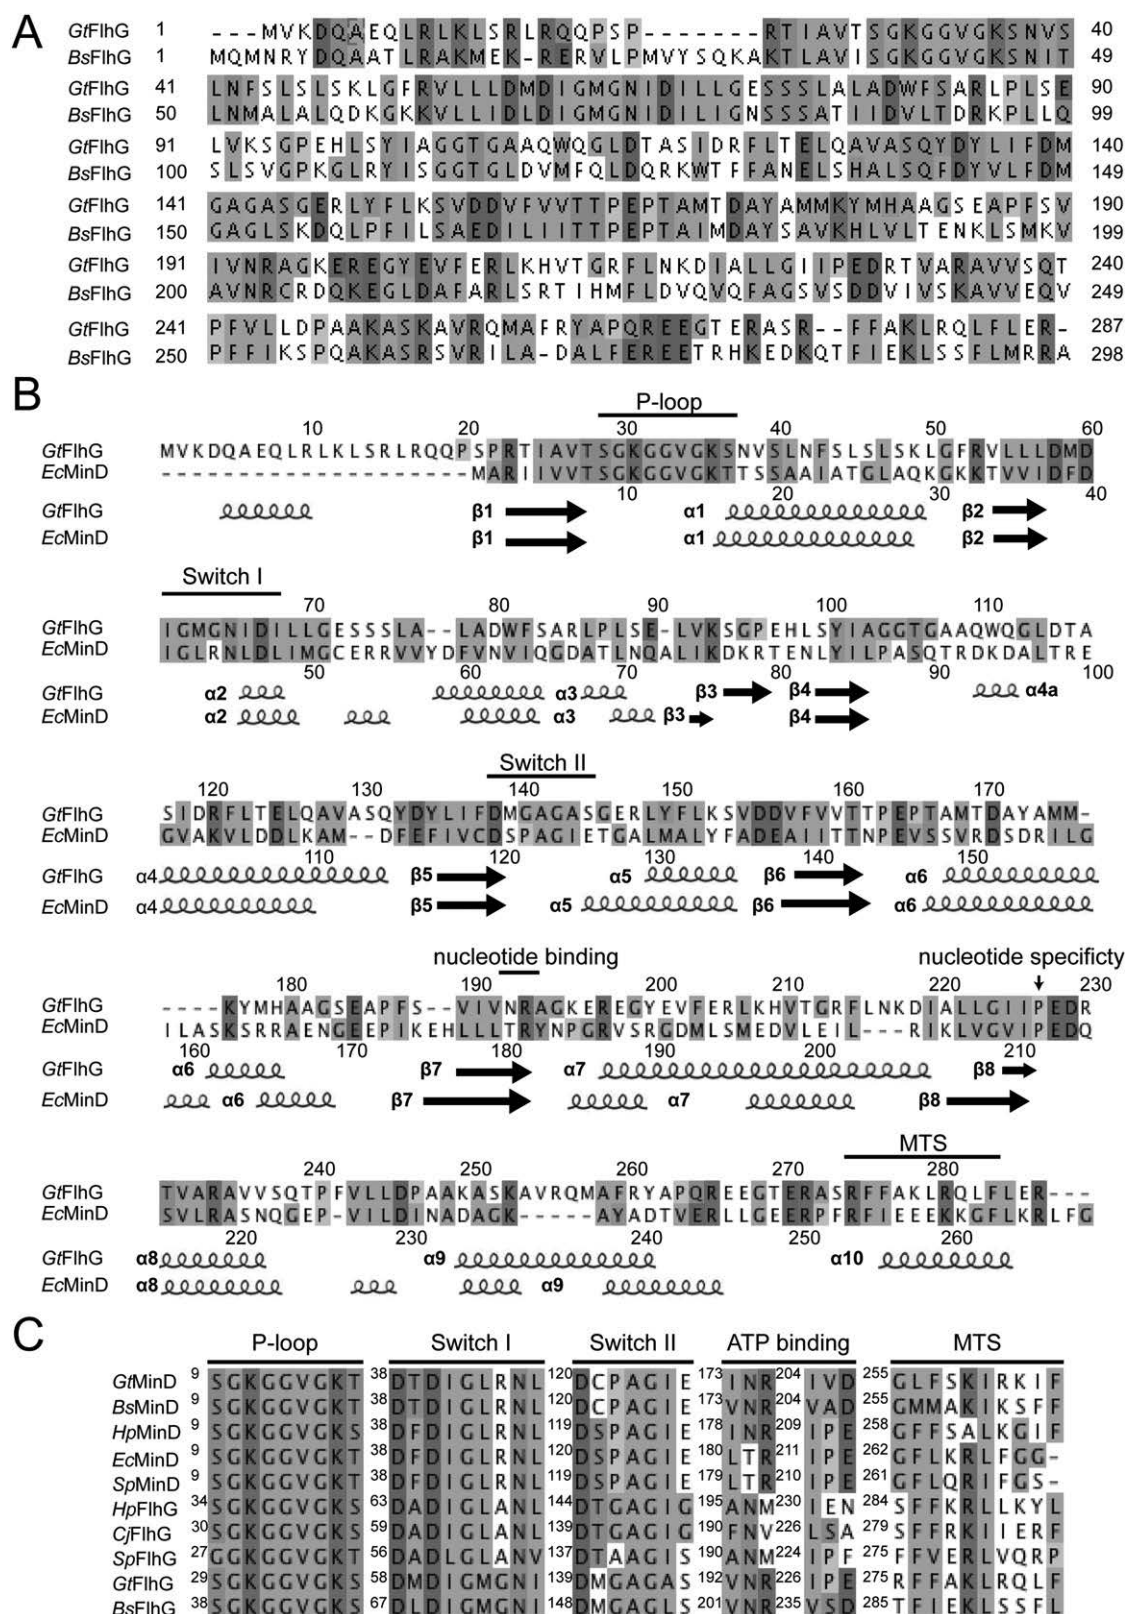 A
GtFlhG 1 ---MVKDQAEQLRLKLSRLRQQPSP-------RTIAVTSGKGGVGKSNVS 40
BsFlhG 1 MQMNRYDQAATLRAKMEK-RERVLPMVYSQKAKTLAVISGKGGVGKSNIT 49
GtFlhG 41 LNFSLSLSKLGFRVLLLDMDIGMGNIDILLGESSSLALADWFSARLPLSE 90
BsFlhG 50 LNMALALQDKGKKVLLIDLDIGMGNIDILIGNSSSATIIDVLTDRKPLLQ 99
GtFlhG 91 LVKSGPEHLSYIAGGTGAAQWQGLDTASIDRFLTELQAVASQYDYLIFDM 140
BsFlhG 100 SLSVGPKGLRYISGGTGLDVMFQLDQRKWTFFANELSHALSQFDYVLFDM 149
GtFlhG 141 GAGASGERLYFLKSVDDVFVVTTPEPTAMTDAYAMMKYMHAAGSEAPFSV 190
BsFlhG 150 GAGLSKDQLPFILSAEDILIITTPEPTAIMDAYSAVKHLVLTENKLSMKV 199
GtFlhG 191 IVNRAGKEREGYEVFERLKHVTGRFLNKDIALLGIIPEDRTVARAVVSQT 240
BsFlhG 200 AVNRCRDQKEGLDAFARLSRTIHMFLDVQVQFAGSVSDDVIVSKAVVEQV 249
GtFlhG 241 PFVLLDPAAKASKAVRQMAFRYAPQREEGTERASR--FFAKLRQLFLER- 287
BsFlhG 250 PFFIKSPQAKASRSVRILA-DALFEREETRHKEDKQTFIEKLSSFLMRRA 298
B
P-loop
10 20 30 40 50 60
GtFlhG MVKDQAEQLRLKLSRLRQQPSPRTIAVTSGKGGVGKSNVSLNFSLSLSKLGFRVLLLDMD
EcMinD --------------------MARIIVVTSGKGGVGKTTSSAAIATGLAQKGKKTVVIDFD
10 20 30 40
GtFlhG β1 α1 β2
EcMinD β1 α1 β2
Switch I
70 80 90 100 110
GtFlhG IGMGNIDILLGESSSLA--LADWFSARLPLSE-LVKSGPEHLSYIAGGTGAAQWQGLDTA
EcMinD IGLRNLDLIMGCERRVVYDFVNVIQGDATLNQALIKDKRTENLYILPASQTRDKDALTRE
50 60 70 80 90 100
GtFlhG α2 α3 β3 β4 α4a
EcMinD α2 α3 β3 β4
Switch II
120 130 140 150 160 170
GtFlhG SIDRFLTELQAVASQYDYLIFDMGAGASGERLYFLKSVDDVFVVTTPEPTAMTDAYAMM-
EcMinD GVAKVLDDLKAM--DFEFIVCDSPAGIETGALMALYFADEAIITTNPEVSSVRDSDRILG
110 120 130 140 150
GtFlhG α4 β5 α5 β6 α6
EcMinD α4 β5 α5 β6 α6
nucleotide binding nucleotide specificty
180 190 200 210 220 230
GtFlhG ----KYMHAAGSEAPFS--VIVNRAGKEREGYEVFERLKHVTGRFLNKDIALLGIIPEDR
EcMinD ILASKSRRAENGEEPIKEHLLLTRYNPGRVSRGDMLSMEDVLEIL---RIKLVGVIPEDQ
160 170 180 190 200 210
GtFlhG α6 β7 α7 β8
EcMinD α6 β7 α7 β8
MTS
240 250 260 270 280
GtFlhG TVARAVVSQTPFVLLDPAAKASKAVRQMAFRYAPQREEGTERASRFFAKLRQLFLER---
EcMinD SVLRASNQGEP-VILDINADAGK-----AYADTVERLLGEERPFRFIEEEKKGFLKRLFG
220 230 240 250 260
GtFlhG α8 α9 α10
EcMinD α8 α9
C
P-loop Switch I Switch II ATP binding MTS
GtMinD 9 SGKGGVGKT 38 DTDIGLRNL 120 DCPAGIE 173 INR 204 IVD 255 GLFSKIRKIF
BsMinD 9 SGKGGVGKT 38 DTDIGLRNL 120 DCPAGIE 173 VNR 204 VAD 255 GMMAKIKSFF
HpMinD 9 SGKGGVGKS 38 DFDIGLRNL 119 DSPAGIE 178 INR 209 IPE 258 GFFSALKGIF
EcMinD 9 SGKGGVGKT 38 DFDIGLRNL 120 DSPAGIE 180 LTR 211 IPE 262 GFLKRLFGG-
SpMinD 9 SGKGGVGKT 38 DFDIGLRNL 119 DSPAGIE 179 LTR 210 IPE 261 GFLQRIFGS-
HpFlhG 34 SGKGGVGKS 63 DADIGLANL 144 DTGAGIG 195 ANM 230 IEN 284 SFFKRLLKYL
CjFlhG 30 SGKGGVGKS 59 DADIGLANL 139 DTGAGIG 190 FNV 226 LSA 279 SFFRKIIERF
SpFlhG 27 GGKGGVGKT 56 DADLGLANV 137 DTAAGIS 190 ANM 224 IPF 275 FFVERLVQRP
GtFlhG 29 SGKGGVGKS 58 DMDIGMGNI 139 DMGAGAS 192 VNR 226 IPE 275 RFFAKLRQLF
BsFlhG 38 SGKGGVGKS 67 DLDIGMGNI 148 DMGAGLS 201 VNR 235 VSD 285 TFIEKLSSFL